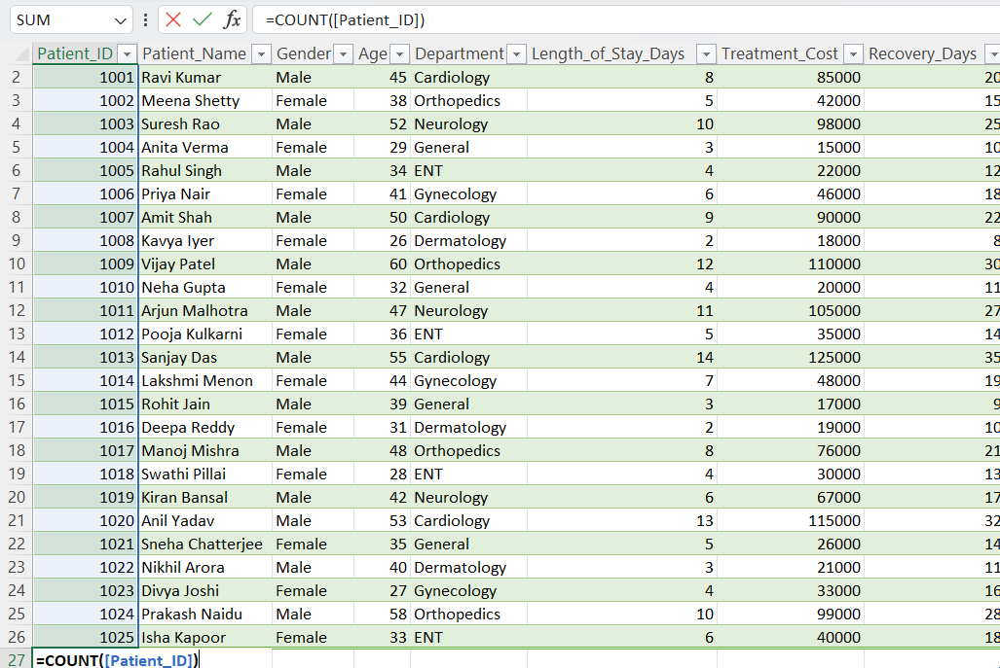 SUM fx =COUNT([Patient_ID])
Patient_ID Patient_Name Gender Age Department Length_of_Stay_Days Treatment_Cost Recovery_Days
2 1001 Ravi Kumar Male 45 Cardiology 8 85000 20
3 1002 Meena Shetty Female 38 Orthopedics 5 42000 15
4 1003 Suresh Rao Male 52 Neurology 10 98000 25
5 1004 Anita Verma Female 29 General 3 15000 10
6 1005 Rahul Singh Male 34 ENT 4 22000 12
7 1006 Priya Nair Female 41 Gynecology 6 46000 18
8 1007 Amit Shah Male 50 Cardiology 9 90000 22
9 1008 Kavya Iyer Female 26 Dermatology 2 18000 8
10 1009 Vijay Patel Male 60 Orthopedics 12 110000 30
11 1010 Neha Gupta Female 32 General 4 20000 11
12 1011 Arjun Malhotra Male 47 Neurology 11 105000 27
13 1012 Pooja Kulkarni Female 36 ENT 5 35000 14
14 1013 Sanjay Das Male 55 Cardiology 14 125000 35
15 1014 Lakshmi Menon Female 44 Gynecology 7 48000 19
16 1015 Rohit Jain Male 39 General 3 17000 9
17 1016 Deepa Reddy Female 31 Dermatology 2 19000 10
18 1017 Manoj Mishra Male 48 Orthopedics 8 76000 21
19 1018 Swathi Pillai Female 28 ENT 4 30000 13
20 1019 Kiran Bansal Male 42 Neurology 6 67000 17
21 1020 Anil Yadav Male 53 Cardiology 13 115000 32
22 1021 Sneha Chatterjee Female 35 General 5 26000 14
23 1022 Nikhil Arora Male 40 Dermatology 3 21000 11
24 1023 Divya Joshi Female 27 Gynecology 4 33000 16
25 1024 Prakash Naidu Male 58 Orthopedics 10 99000 28
26 1025 Isha Kapoor Female 33 ENT 6 40000 18
27 =COUNT([Patient_ID])